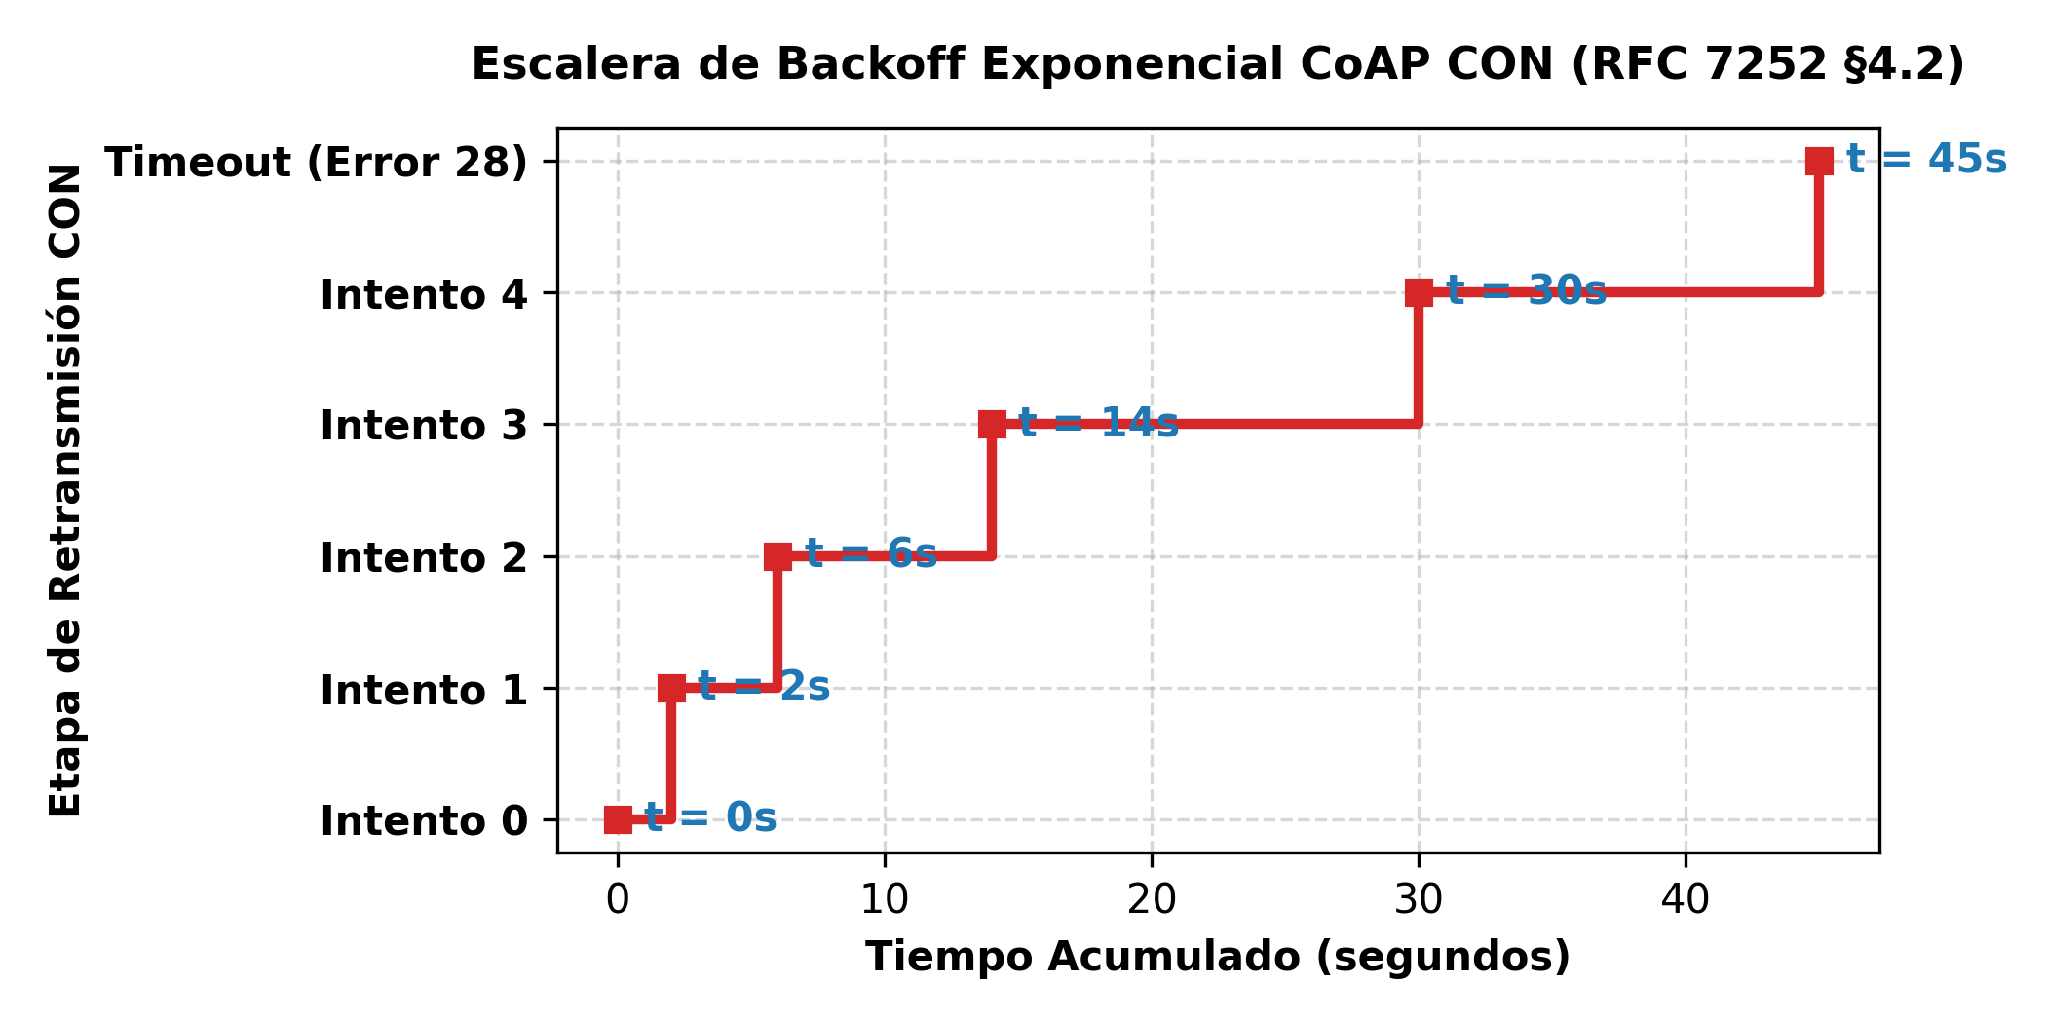 Escalera de Backoff Exponencial CoAP CON (RFC 7252 §4.2)
Etapa de Retransmisión CON
Timeout (Error 28)
t = 45s
Intento 4
t = 30s
Intento 3
t = 14s
Intento 2
t = 6s
Intento 1
t = 2s
Intento 0
t = 0s
0 10 20 30 40
Tiempo Acumulado (segundos)